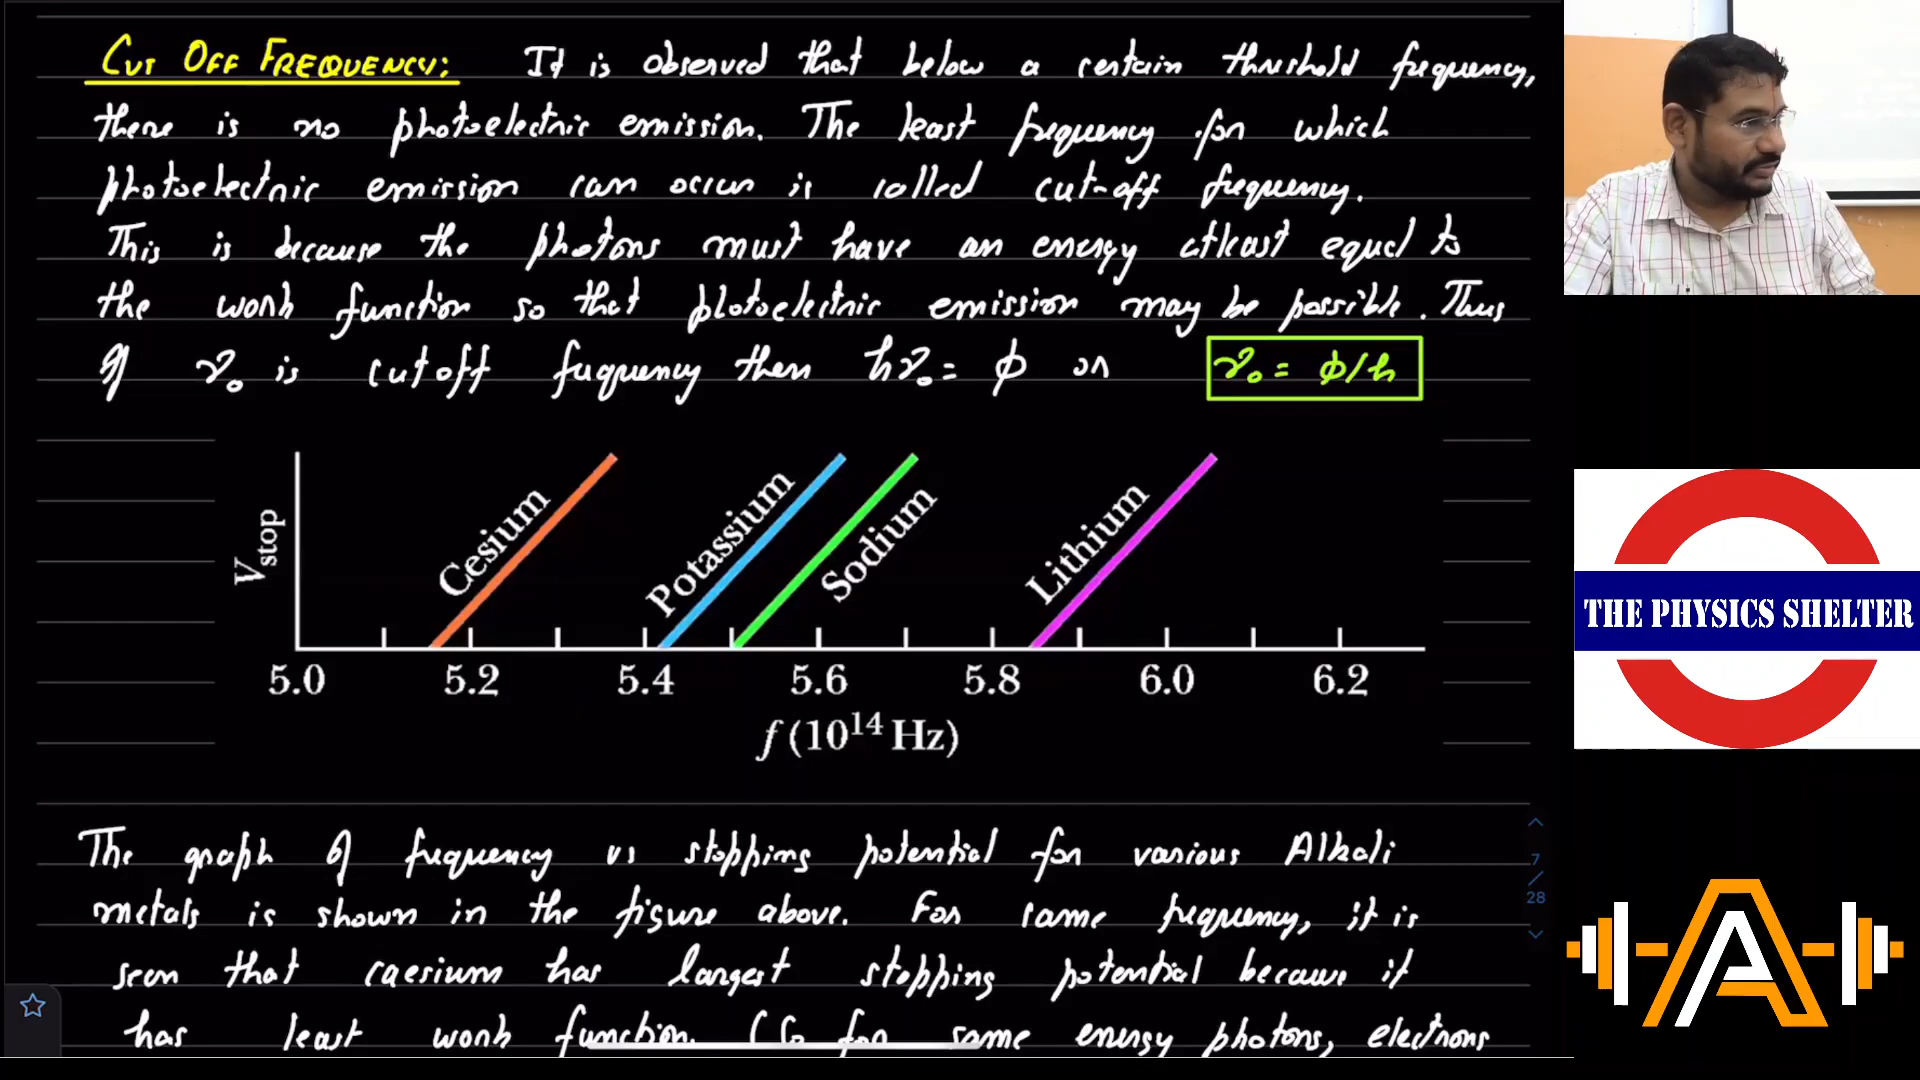 CUT OFF FREQUENCY: It is observed that below a certain threshold frequency,
there is no photoelectric emission. The least frequency for which
photoelectric emission can occur is called cut-off frequency.
This is because the photons must have an energy atleast equal to
the work function so that photoelectric emission may be possible. Thus
if ν₀ is cutoff frequency then hν₀ = ϕ or ν₀ = ϕ/h
Vstop
Cesium
Potassium
Sodium
Lithium
5.0 5.2 5.4 5.6 5.8 6.0 6.2
f (10¹⁴ Hz)
THE PHYSICS SHELTER
The graph of frequency vs stopping potential for various Alkali
metals is shown in the figure above. For same frequency, it is
seen that caesium has largest stopping potential because it
has least work function. (So for same energy photons, electrons
7
/
28
A